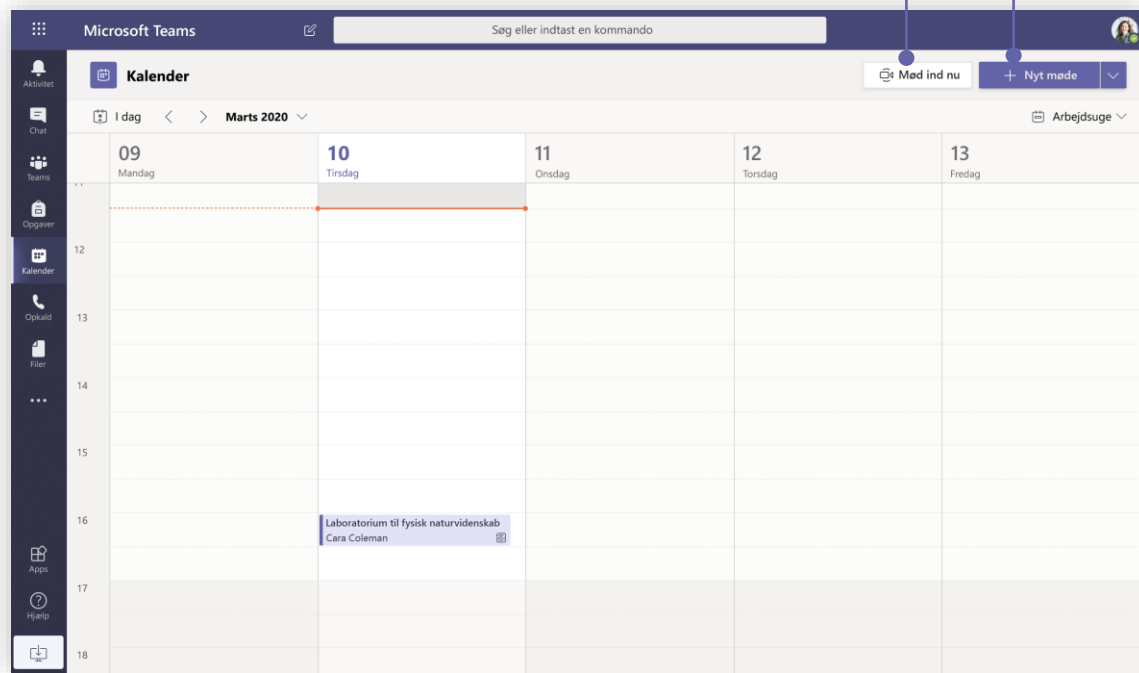 Microsoft Teams
Søg eller indtast en kommando
Aktivitet
Chat
Teams
Opgaver
Kalender
Opkald
Filer
Apps
Hjælp
Kalender
Mød ind nu
Nyt møde
I dag
Marts 2020
Arbejdsuge
09
Mandag
10
Tirsdag
11
Onsdag
12
Torsdag
13
Fredag
12
13
14
15
16
Laboratorium til fysisk naturvidenskab
Cara Coleman
17
18